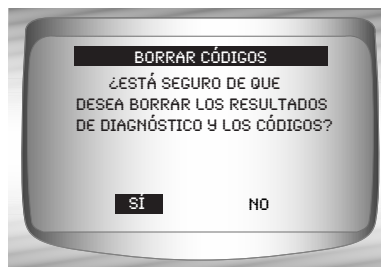 BORRAR CÓDIGOS
¿ESTÁ SEGURO DE QUE
DESEA BORRAR LOS RESULTADOS
DE DIAGNÓSTICO Y LOS CÓDIGOS?
SÍ NO